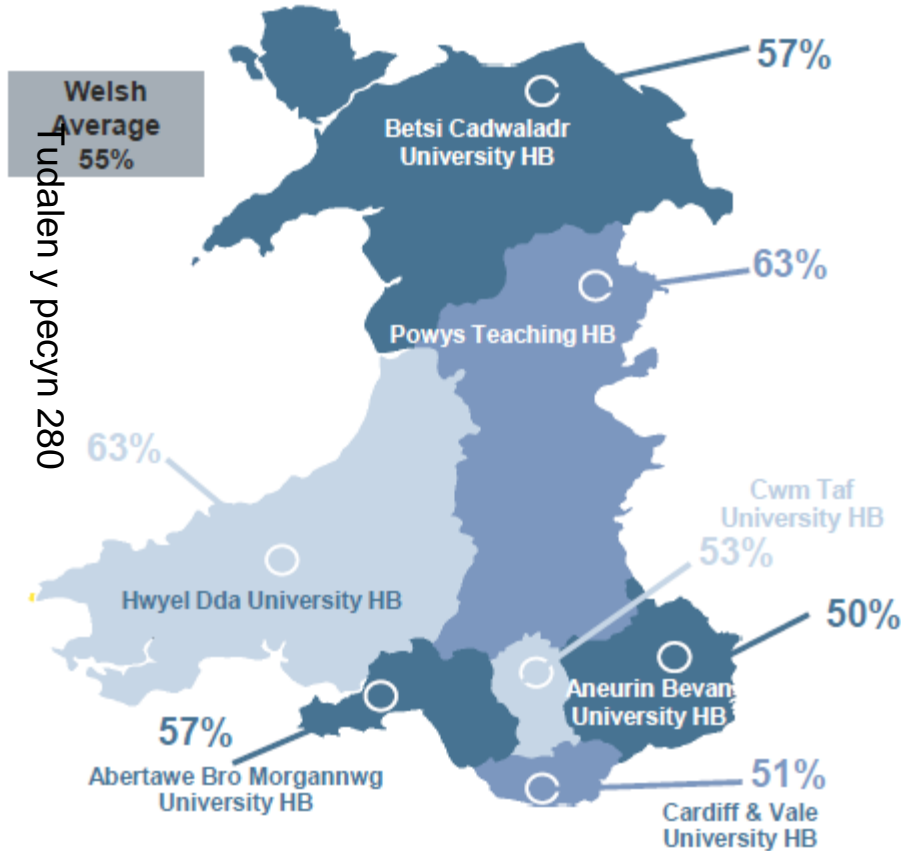 57%
Welsh
Average
55%
Tudalen y pecyn 280
Betsi Cadwaladr
University HB
63%
Powys Teaching HB
63%
Cwm Taf
University HB
53%
Hwyel Dda University HB
50%
Aneurin Bevan
University HB
57%
Abertawe Bro Morgannwg
University HB
51%
Cardiff & Vale
University HB